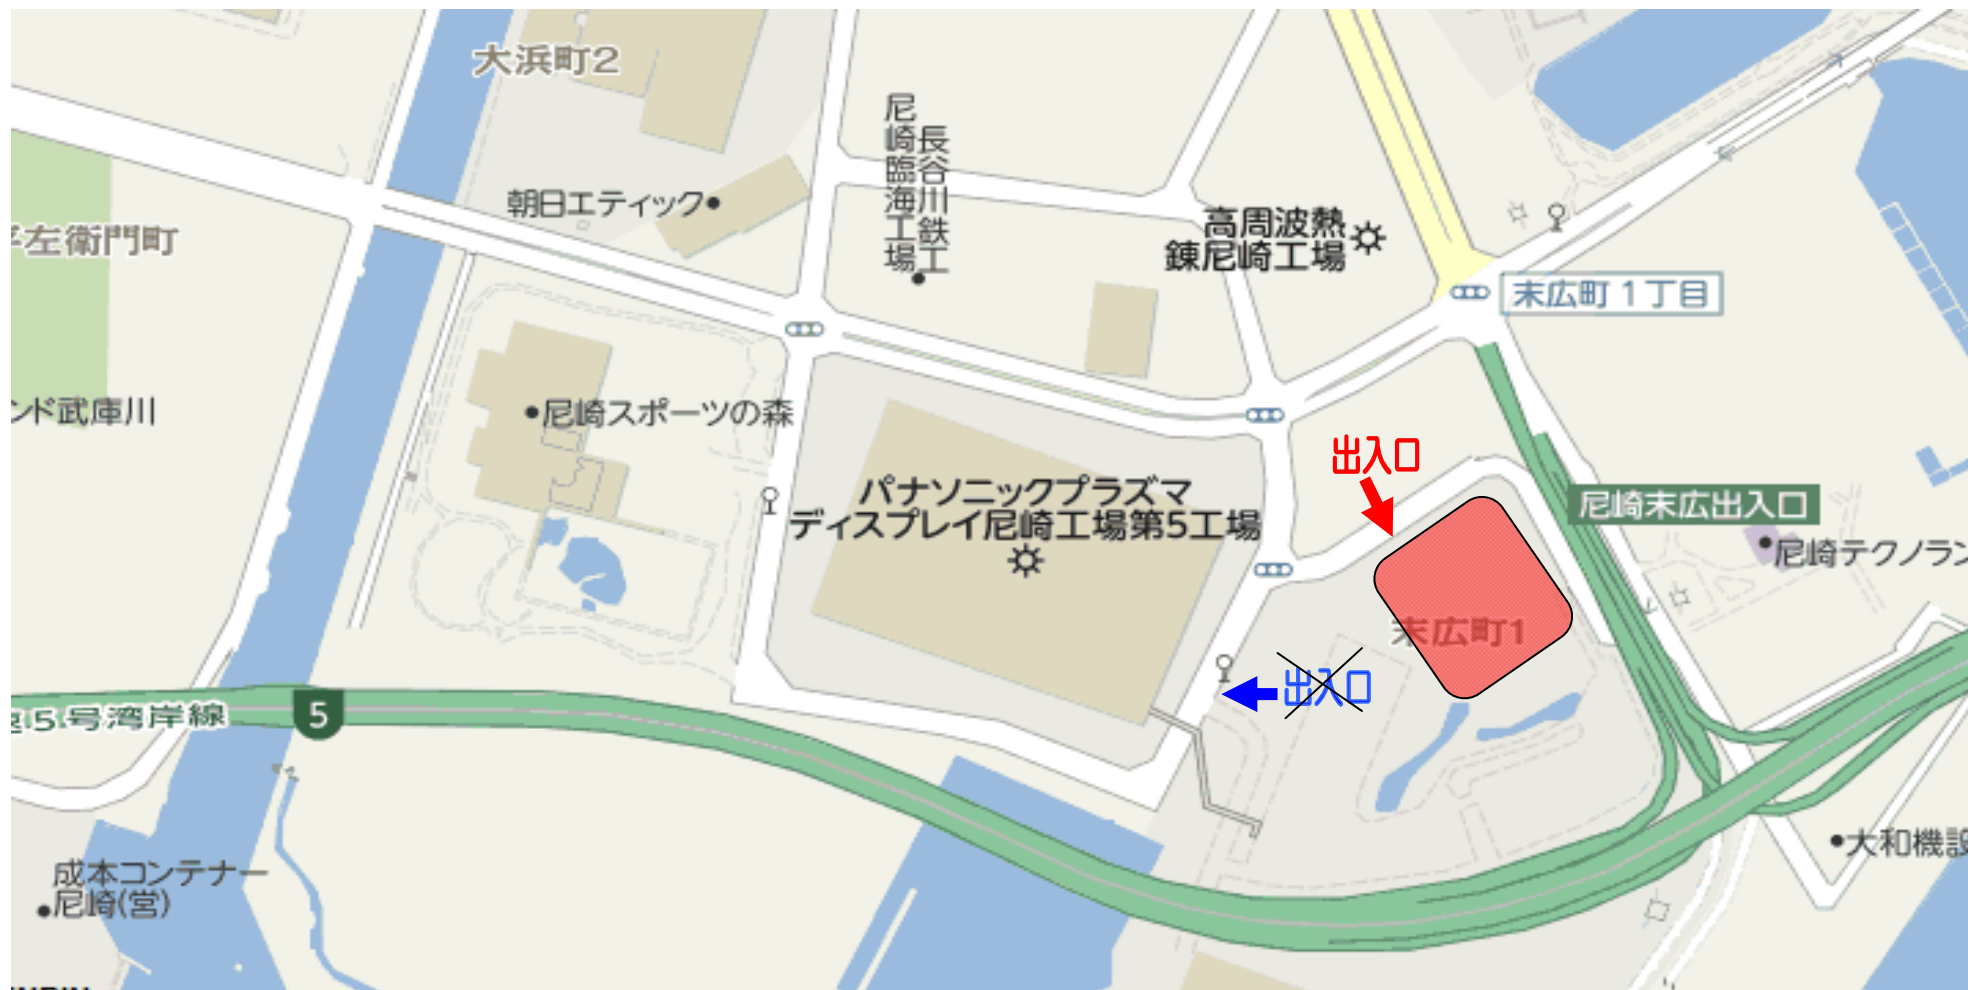 大浜町2
尼崎臨海工場
長谷川鉄工
朝日エティック
左衛門町
高周波熱
錬尼崎工場
末広町1丁目
ンド武庫川
尼崎スポーツの森
出入口
パナソニックプラズマ
ディスプレイ尼崎工場第5工場
尼崎末広出入口
尼崎テクノラン
末広町1
出入口
5号湾岸線
5
大和機設
成本コンテナー
尼崎(営)